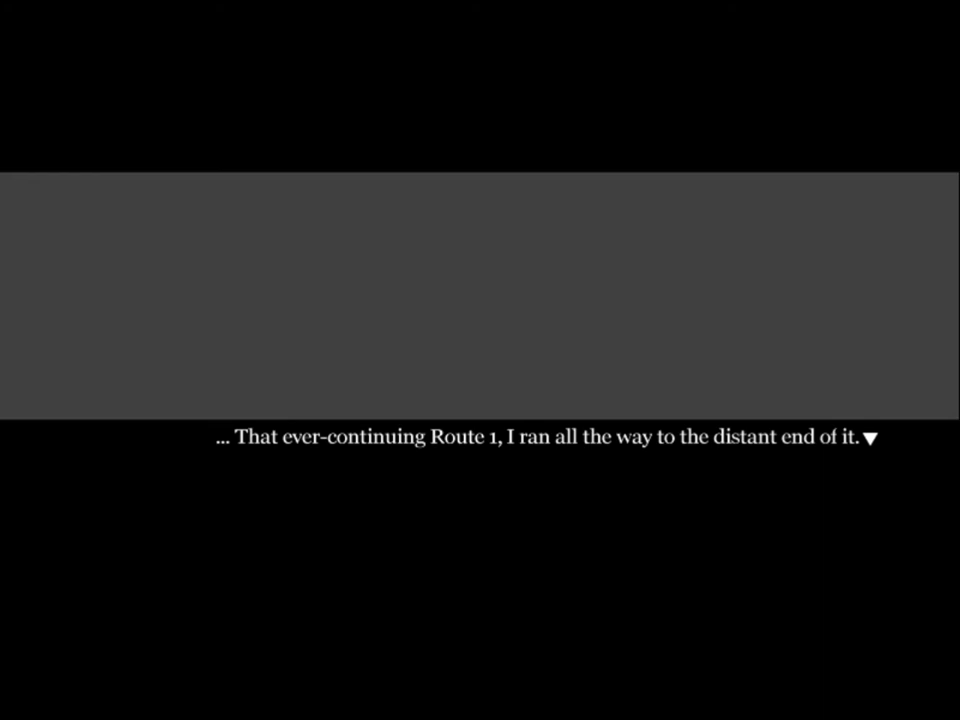 ... That ever-continuing Route 1, I ran all the way to the distant end of it.